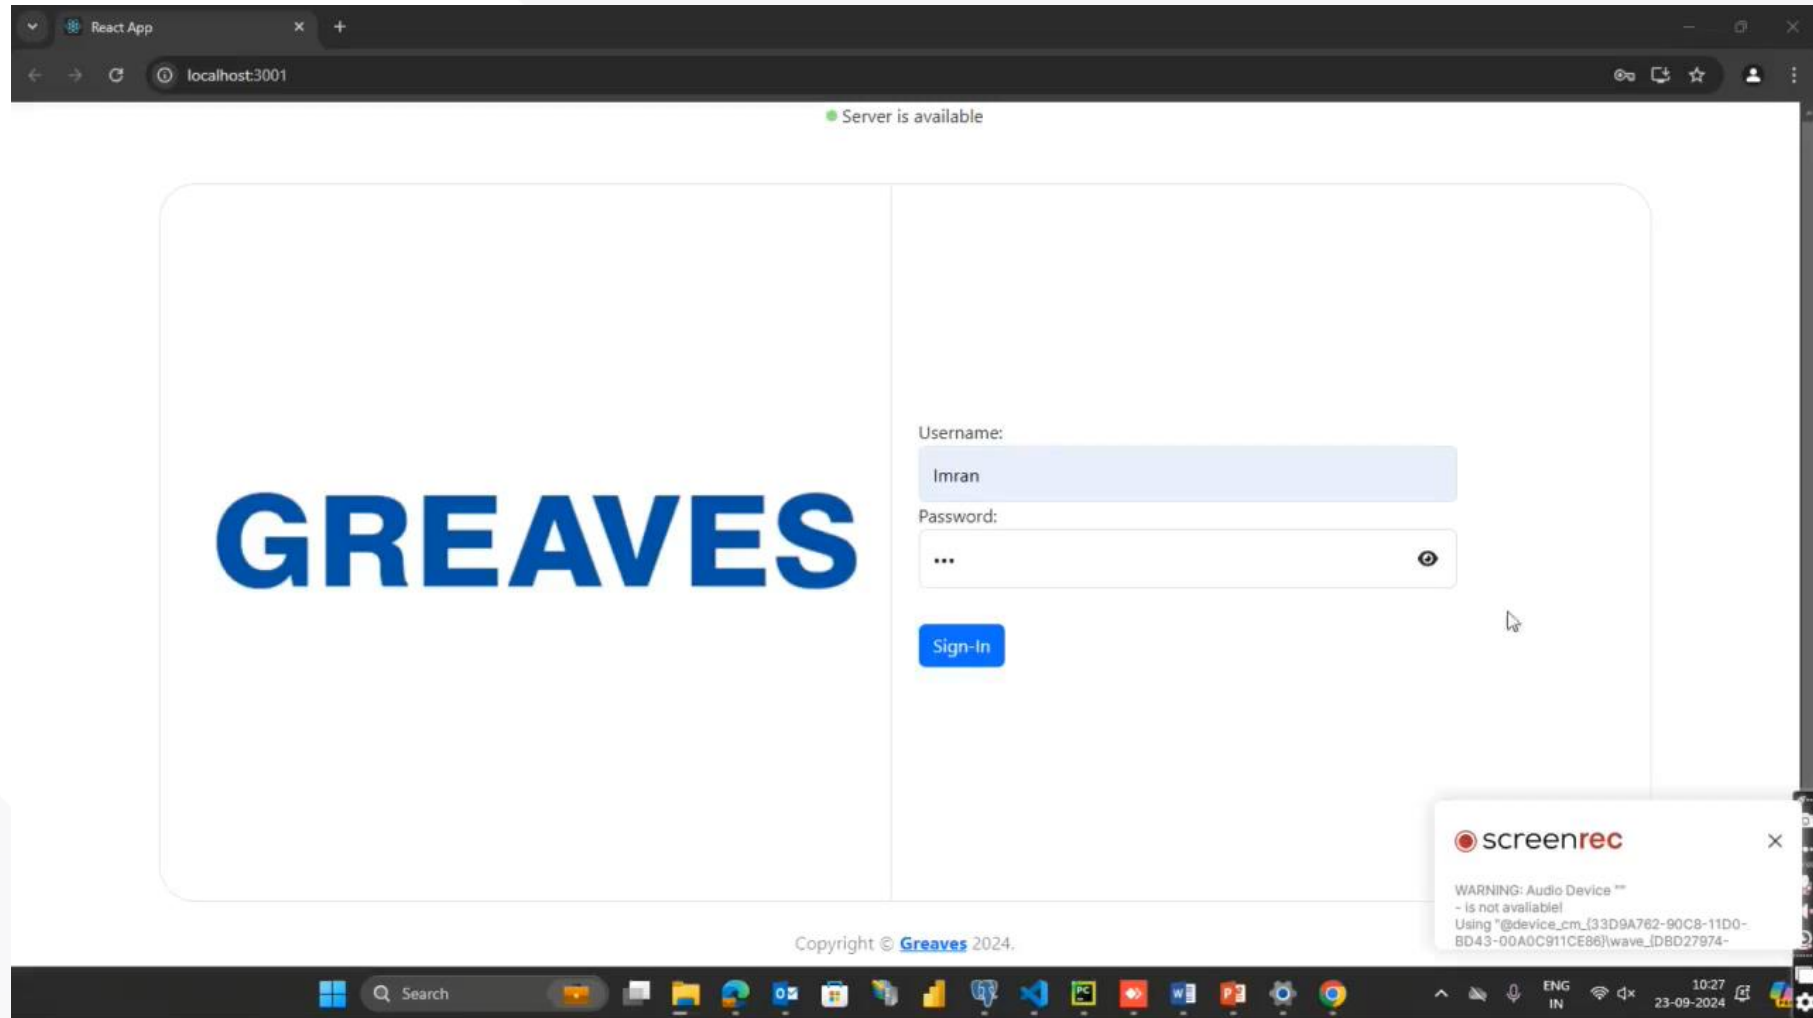 React App
localhost:3001
Server is available
GREAVES
Username:
Imran
Password:
•••
Sign-In
screenrec
WARNING: Audio Device ""
- is not avaliable!
Using "@device_cm_{33D9A762-90C8-11D0-
BD43-00A0C911CE86}\wave_{DBD27974-
Copyright © Greaves 2024.
Search
ENG
IN
10:27
23-09-2024